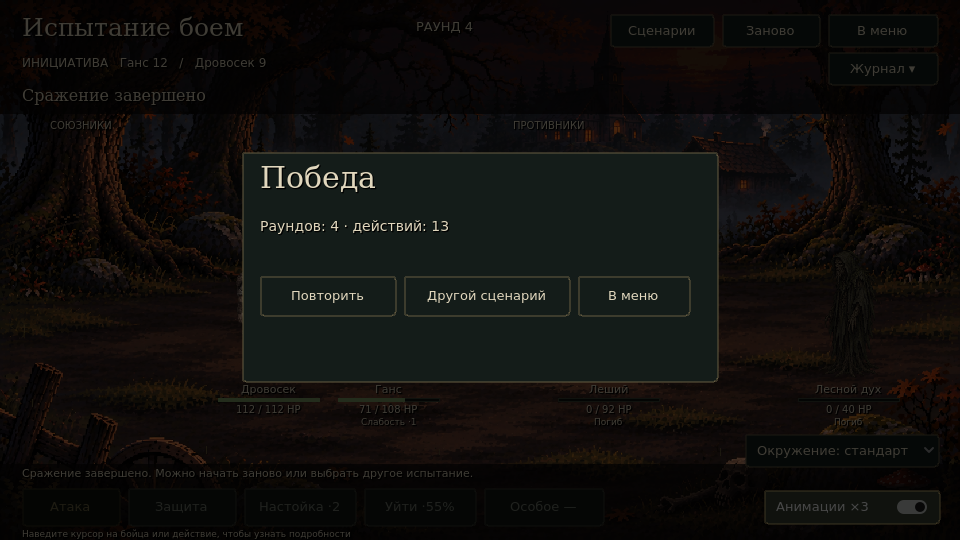 Испытание боем
РАУНД 4
Сценарии
Заново
В меню
ИНИЦИАТИВА Ганс 12 / Дровосек 9
Журнал ▾
Сражение завершено
СОЮЗНИКИ
ПРОТИВНИКИ
Победа
Раундов: 4 · действий: 13
Повторить
Другой сценарий
В меню
Дровосек
Ганс
Леший
Лесной дух
112 / 112 HP
71 / 108 HP
0 / 92 HP
0 / 40 HP
Слабость ·1
Погиб
Погиб
Окружение: стандарт
Сражение завершено. Можно начать заново или выбрать другое испытание.
Атака
Защита
Настойка ·2
Уйти ·55%
Особое —
Анимации ×3
Наведите курсор на бойца или действие, чтобы узнать подробности